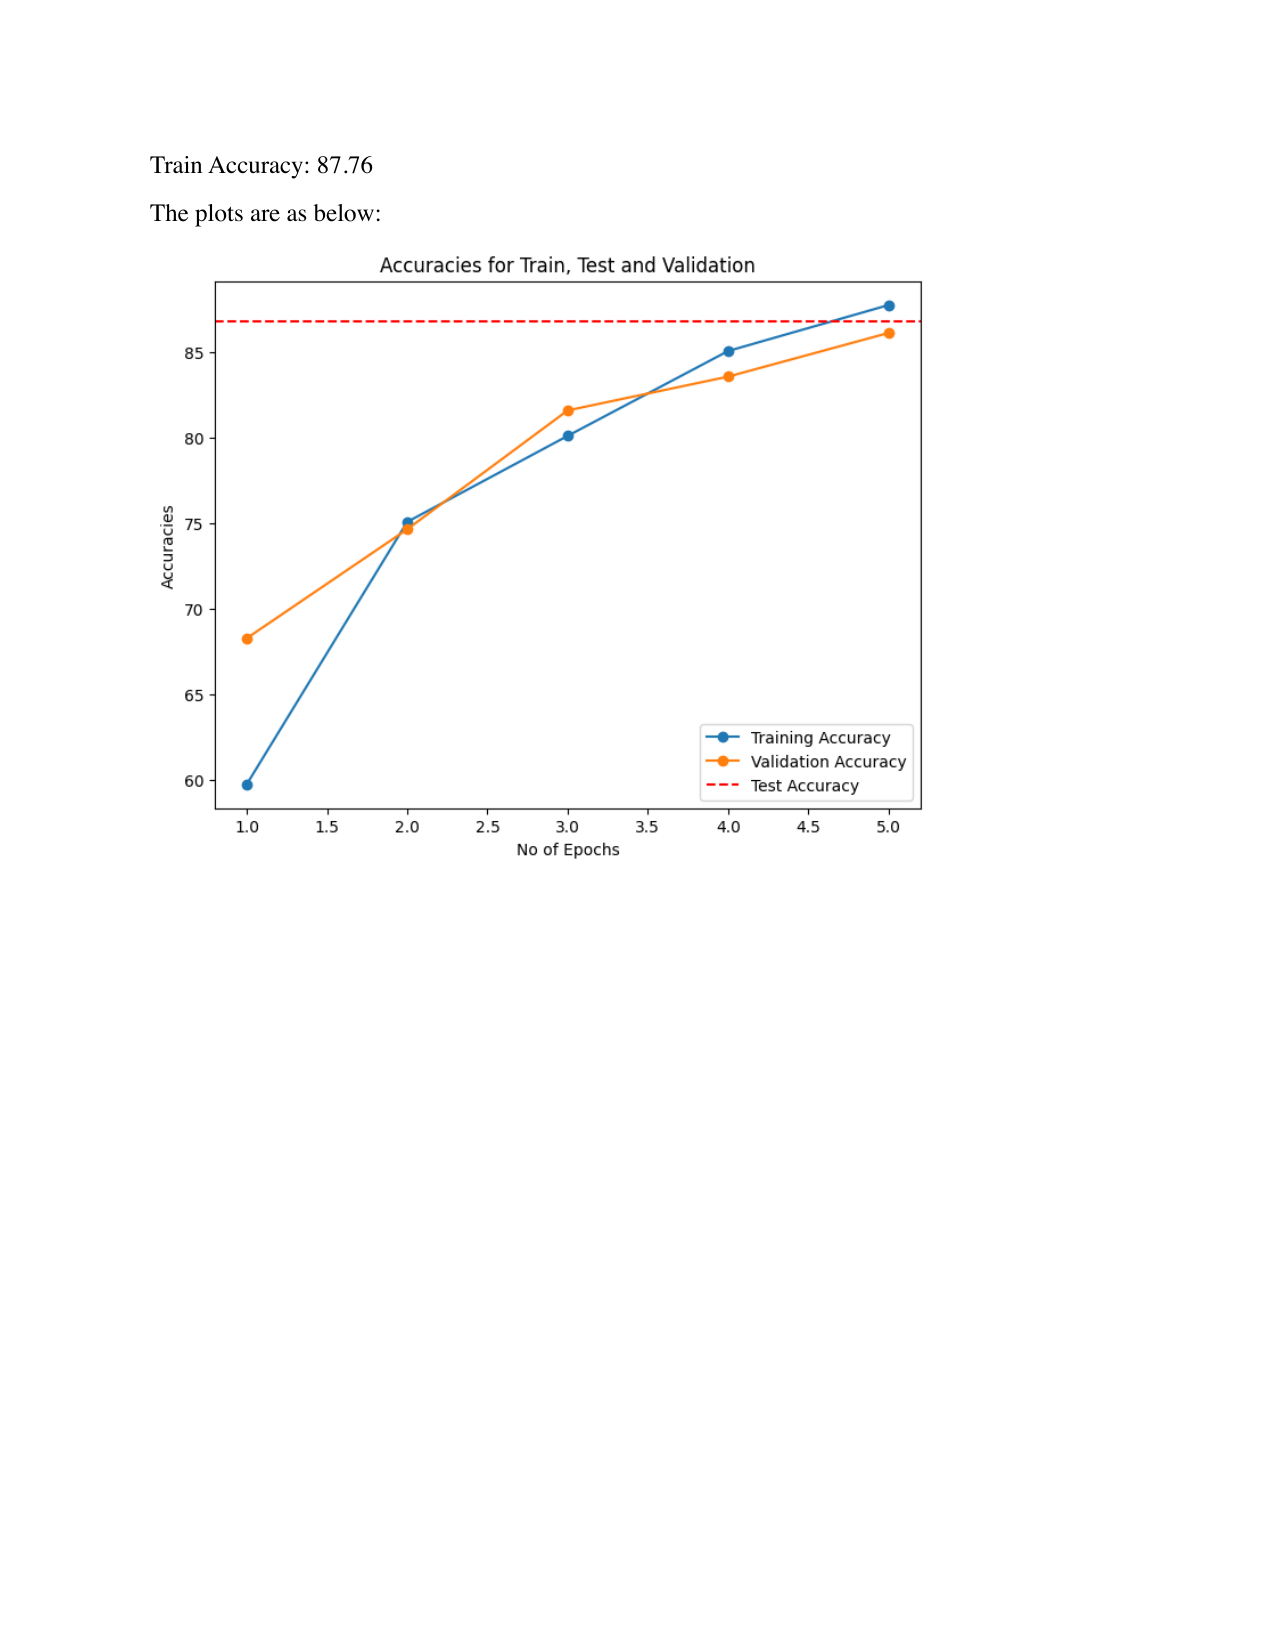 Train Accuracy: 87.76
The plots are as below:
Accuracies for Train, Test and Validation
Accuracies
85
80
75
70
65
60
Training Accuracy
Validation Accuracy
Test Accuracy
1.0 1.5 2.0 2.5 3.0 3.5 4.0 4.5 5.0
No of Epochs